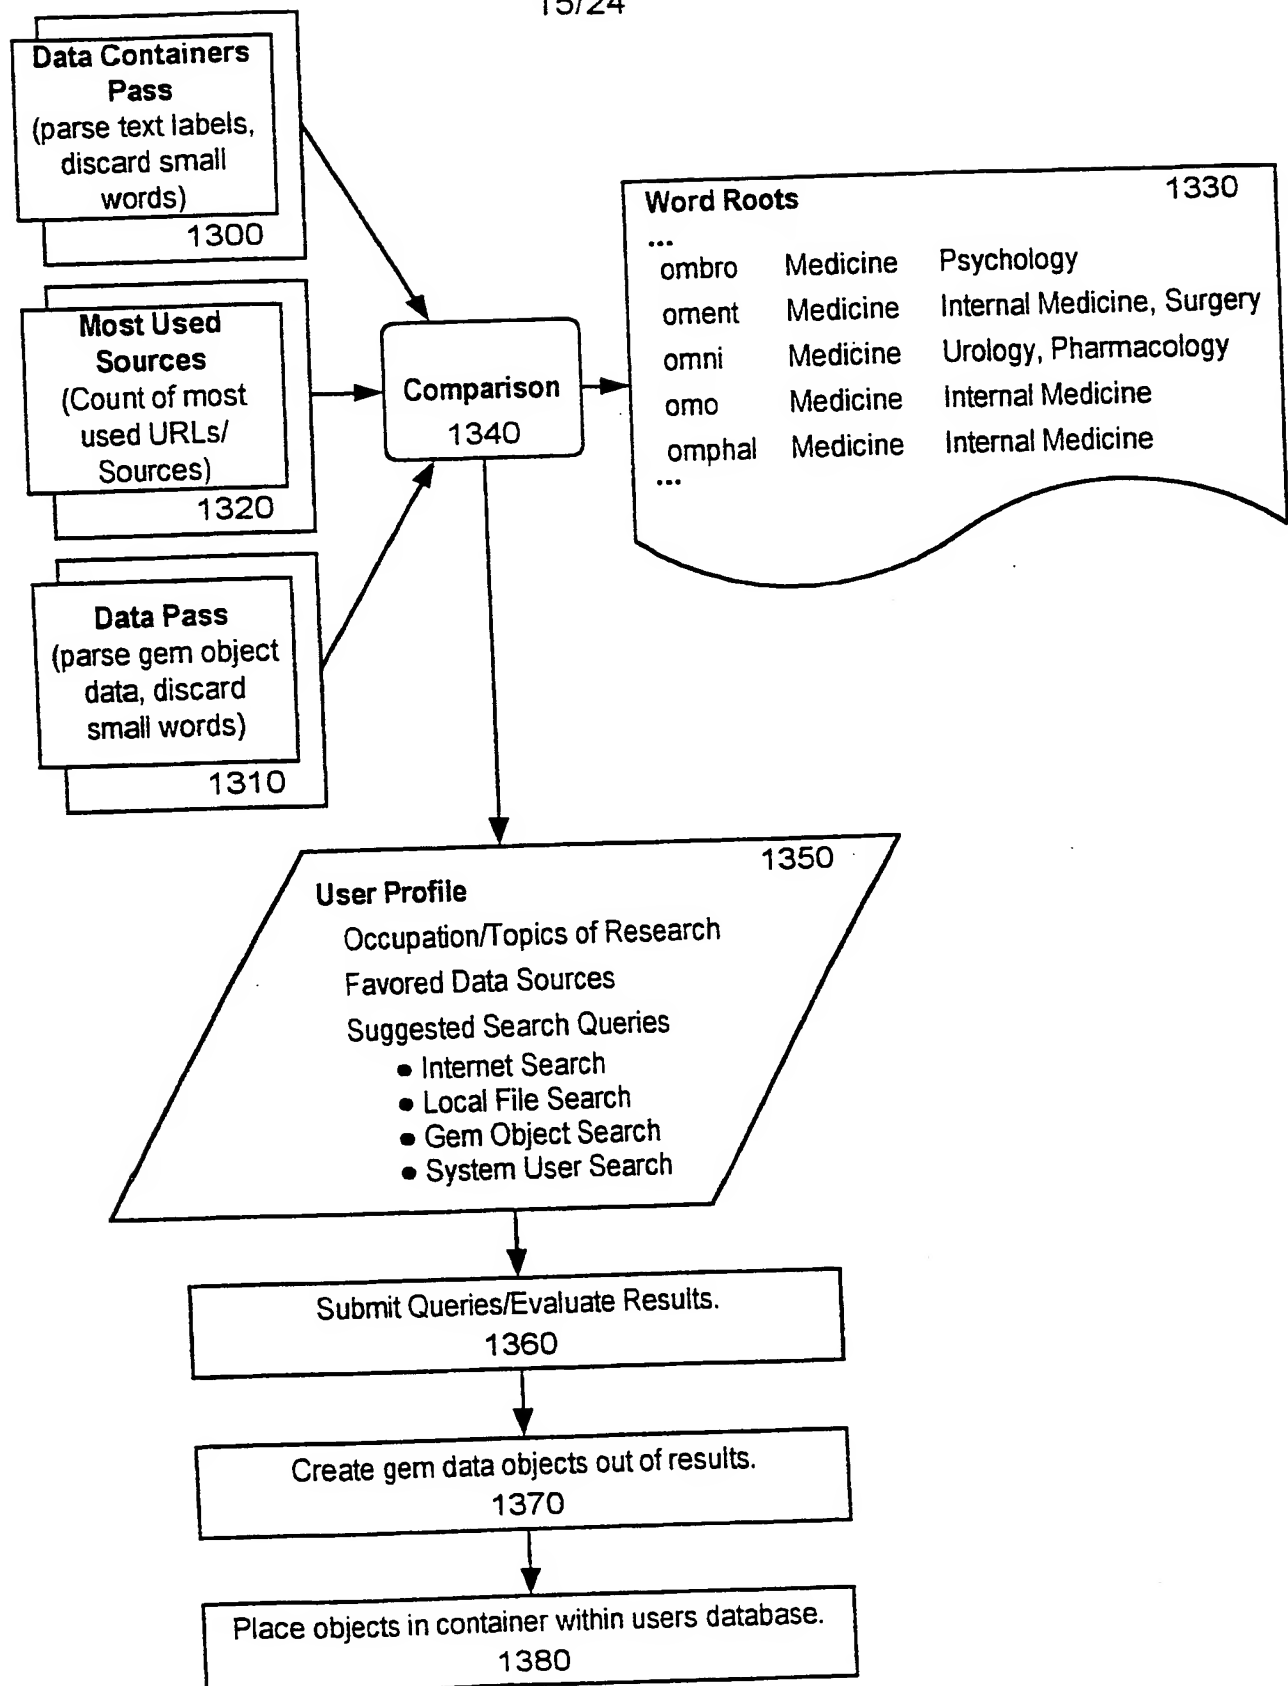 15/24
Data Containers
Pass
(parse text labels,
discard small
words)
1300
Most Used
Sources
(Count of most
used URLs/
Sources)
1320
Data Pass
(parse gem object
data, discard
small words)
1310
Comparison
1340
Word Roots 1330
...
ombro Medicine Psychology
oment Medicine Internal Medicine, Surgery
omni Medicine Urology, Pharmacology
omo Medicine Internal Medicine
omphal Medicine Internal Medicine
...
1350
User Profile
Occupation/Topics of Research
Favored Data Sources
Suggested Search Queries
• Internet Search
• Local File Search
• Gem Object Search
• System User Search
Submit Queries/Evaluate Results.
1360
Create gem data objects out of results.
1370
Place objects in container within users database.
1380